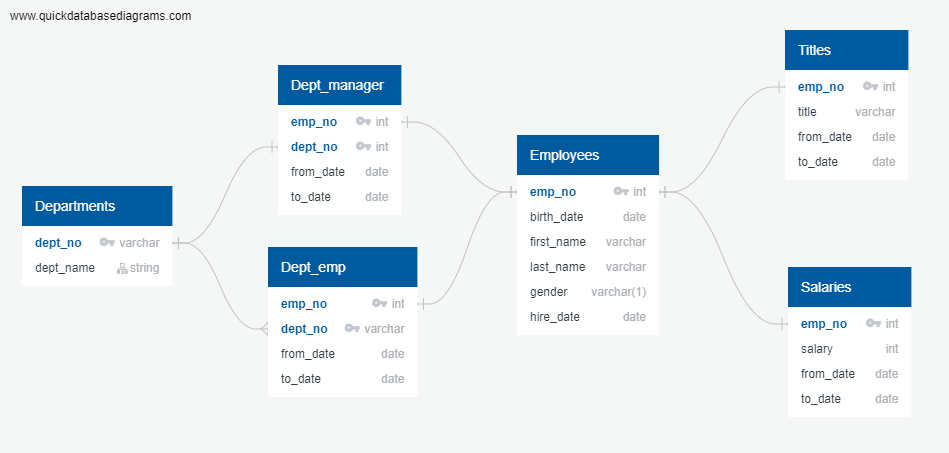 www.quickdatabasediagrams.com
Departments
dept_no varchar
dept_name string
Dept_manager
emp_no int
dept_no int
from_date date
to_date date
Dept_emp
emp_no int
dept_no varchar
from_date date
to_date date
Employees
emp_no int
birth_date date
first_name varchar
last_name varchar
gender varchar(1)
hire_date date
Titles
emp_no int
title varchar
from_date date
to_date date
Salaries
emp_no int
salary int
from_date date
to_date date